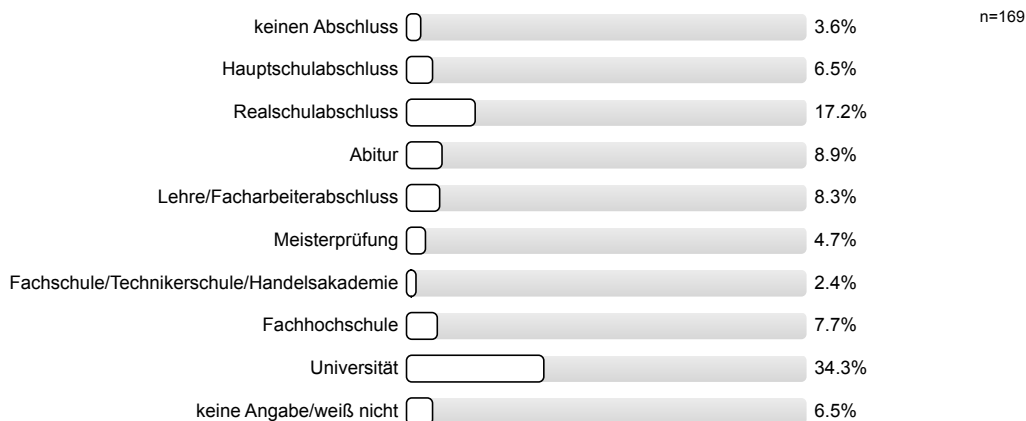 keinen Abschluss 3.6% n=169
Hauptschulabschluss 6.5%
Realschulabschluss 17.2%
Abitur 8.9%
Lehre/Facharbeiterabschluss 8.3%
Meisterprüfung 4.7%
Fachschule/Technikerschule/Handelsakademie 2.4%
Fachhochschule 7.7%
Universität 34.3%
keine Angabe/weiß nicht 6.5%